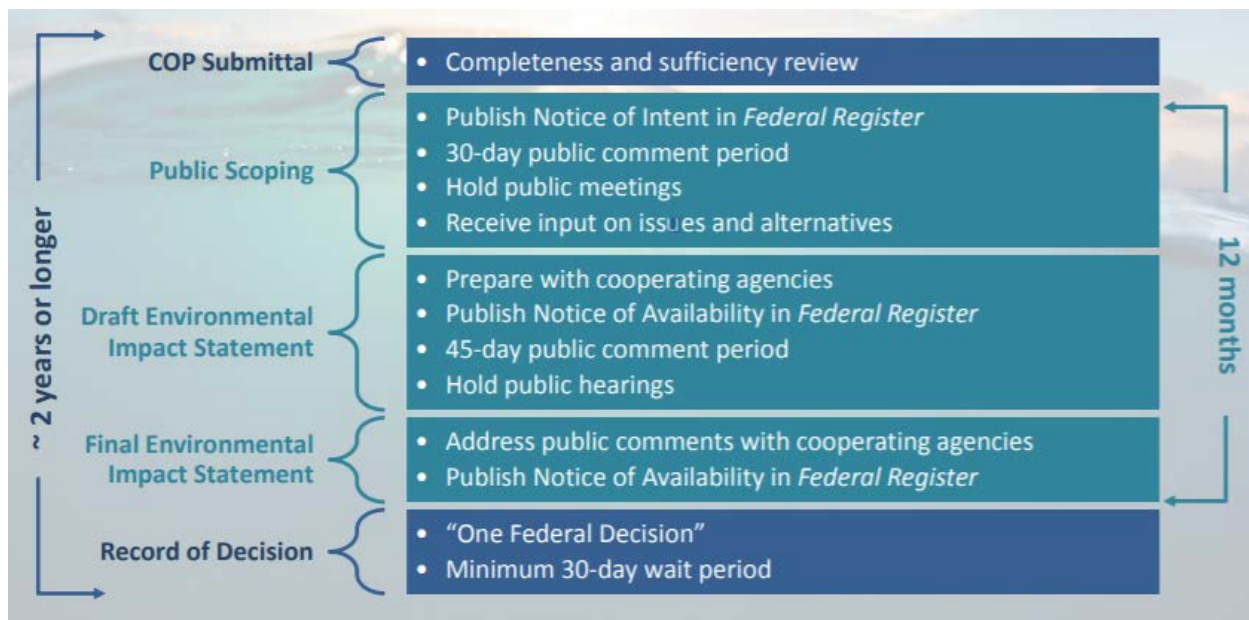 ~ 2 years or longer
COP Submittal
• Completeness and sufficiency review
Public Scoping
• Publish Notice of Intent in Federal Register
• 30-day public comment period
• Hold public meetings
• Receive input on issues and alternatives
Draft Environmental
Impact Statement
• Prepare with cooperating agencies
• Publish Notice of Availability in Federal Register
• 45-day public comment period
• Hold public hearings
Final Environmental
Impact Statement
• Address public comments with cooperating agencies
• Publish Notice of Availability in Federal Register
Record of Decision
• “One Federal Decision”
• Minimum 30-day wait period
12 months